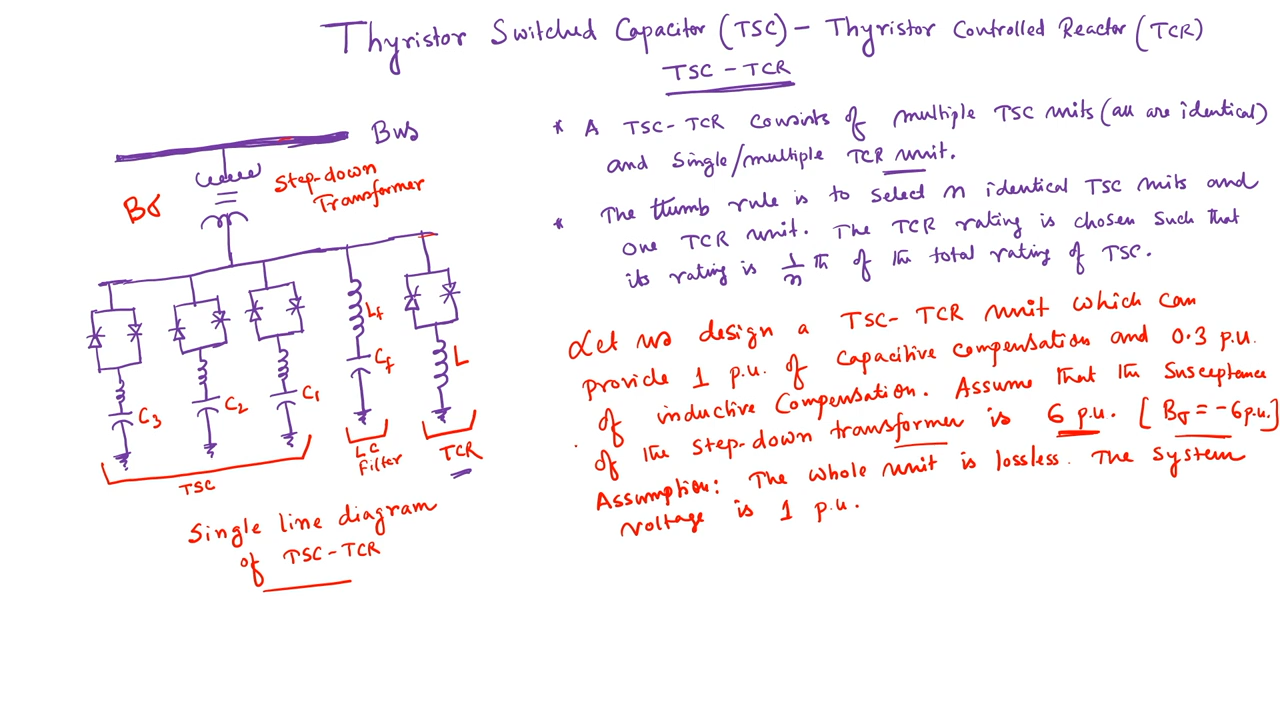 Thyristor Switched Capacitor (TSC) - Thyristor Controlled Reactor (TCR)
TSC - TCR
Bus
Step-down
Transformer
Bσ
* A TSC-TCR consists of multiple TSC units (all are identical)
and single/multiple TCR unit.
* The thumb rule is to select n identical TSC units and
one TCR unit. The TCR rating is chosen such that
its rating is 1/n th of the total rating of TSC.
Let us design a TSC-TCR unit which can
provide 1 p.u. of capacitive compensation and 0.3 p.u.
of inductive compensation. Assume that the susceptance
of the step-down transformer is 6 p.u. [Bσ = -6 p.u.]
Assumption: The whole unit is lossless. The system
voltage is 1 p.u.
Lf
Cf
L
C3
C2
C1
TSC
LC
Filter
TCR
Single line diagram
of TSC-TCR